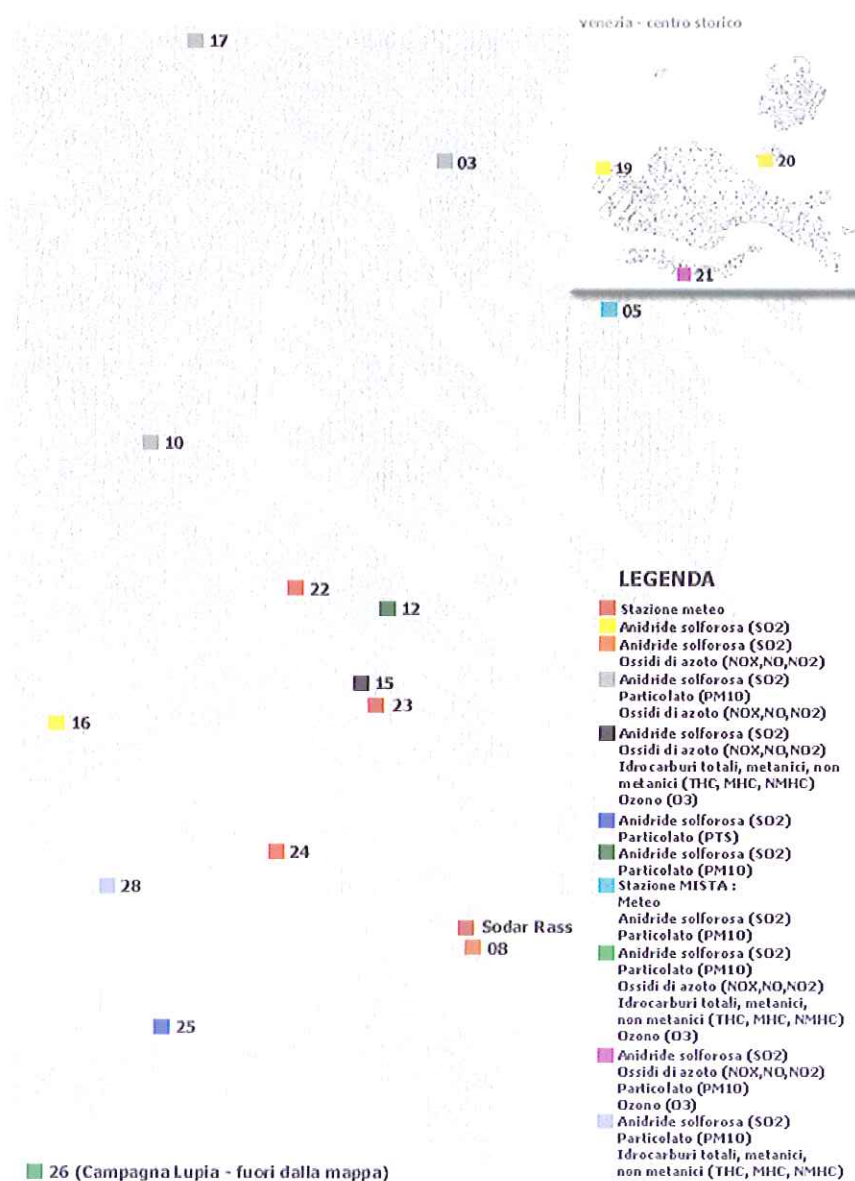 venezia - centro storico
17
03
19
20
21
05
10
22
12
15
23
16
24
28
Sodar Rass
08
25
26 (Campagna Lupia - fuori dalla mappa)
LEGENDA
Stazione meteo
Anidride solforosa (SO2)
Anidride solforosa (SO2)
Ossidi di azoto (NOX,NO,NO2)
Anidride solforosa (SO2)
Particolato (PM10)
Ossidi di azoto (NOX,NO,NO2)
Anidride solforosa (SO2)
Ossidi di azoto (NOX,NO,NO2)
Idrocarburi totali, metanici, non
metanici (THC, MHC, NMHC)
Ozono (O3)
Anidride solforosa (SO2)
Particolato (PTS)
Anidride solforosa (SO2)
Particolato (PM10)
Stazione MISTA :
Meteo
Anidride solforosa (SO2)
Particolato (PM10)
Anidride solforosa (SO2)
Particolato (PM10)
Ossidi di azoto (NOX,NO,NO2)
Idrocarburi totali, metanici,
non metanici (THC, MHC, NMHC)
Ozono (O3)
Anidride solforosa (SO2)
Ossidi di azoto (NOX,NO,NO2)
Particolato (PM10)
Ozono (O3)
Anidride solforosa (SO2)
Particolato (PM10)
Idrocarburi totali, metanici,
non metanici (THC, MHC, NMHC)